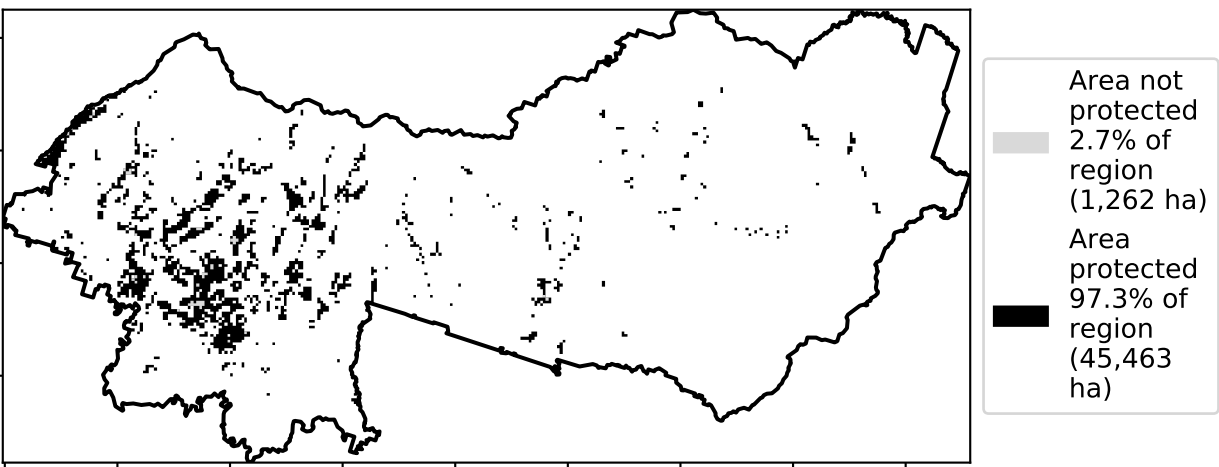 Area not
protected
2.7% of
region
(1,262 ha)
Area
protected
97.3% of
region
(45,463
ha)